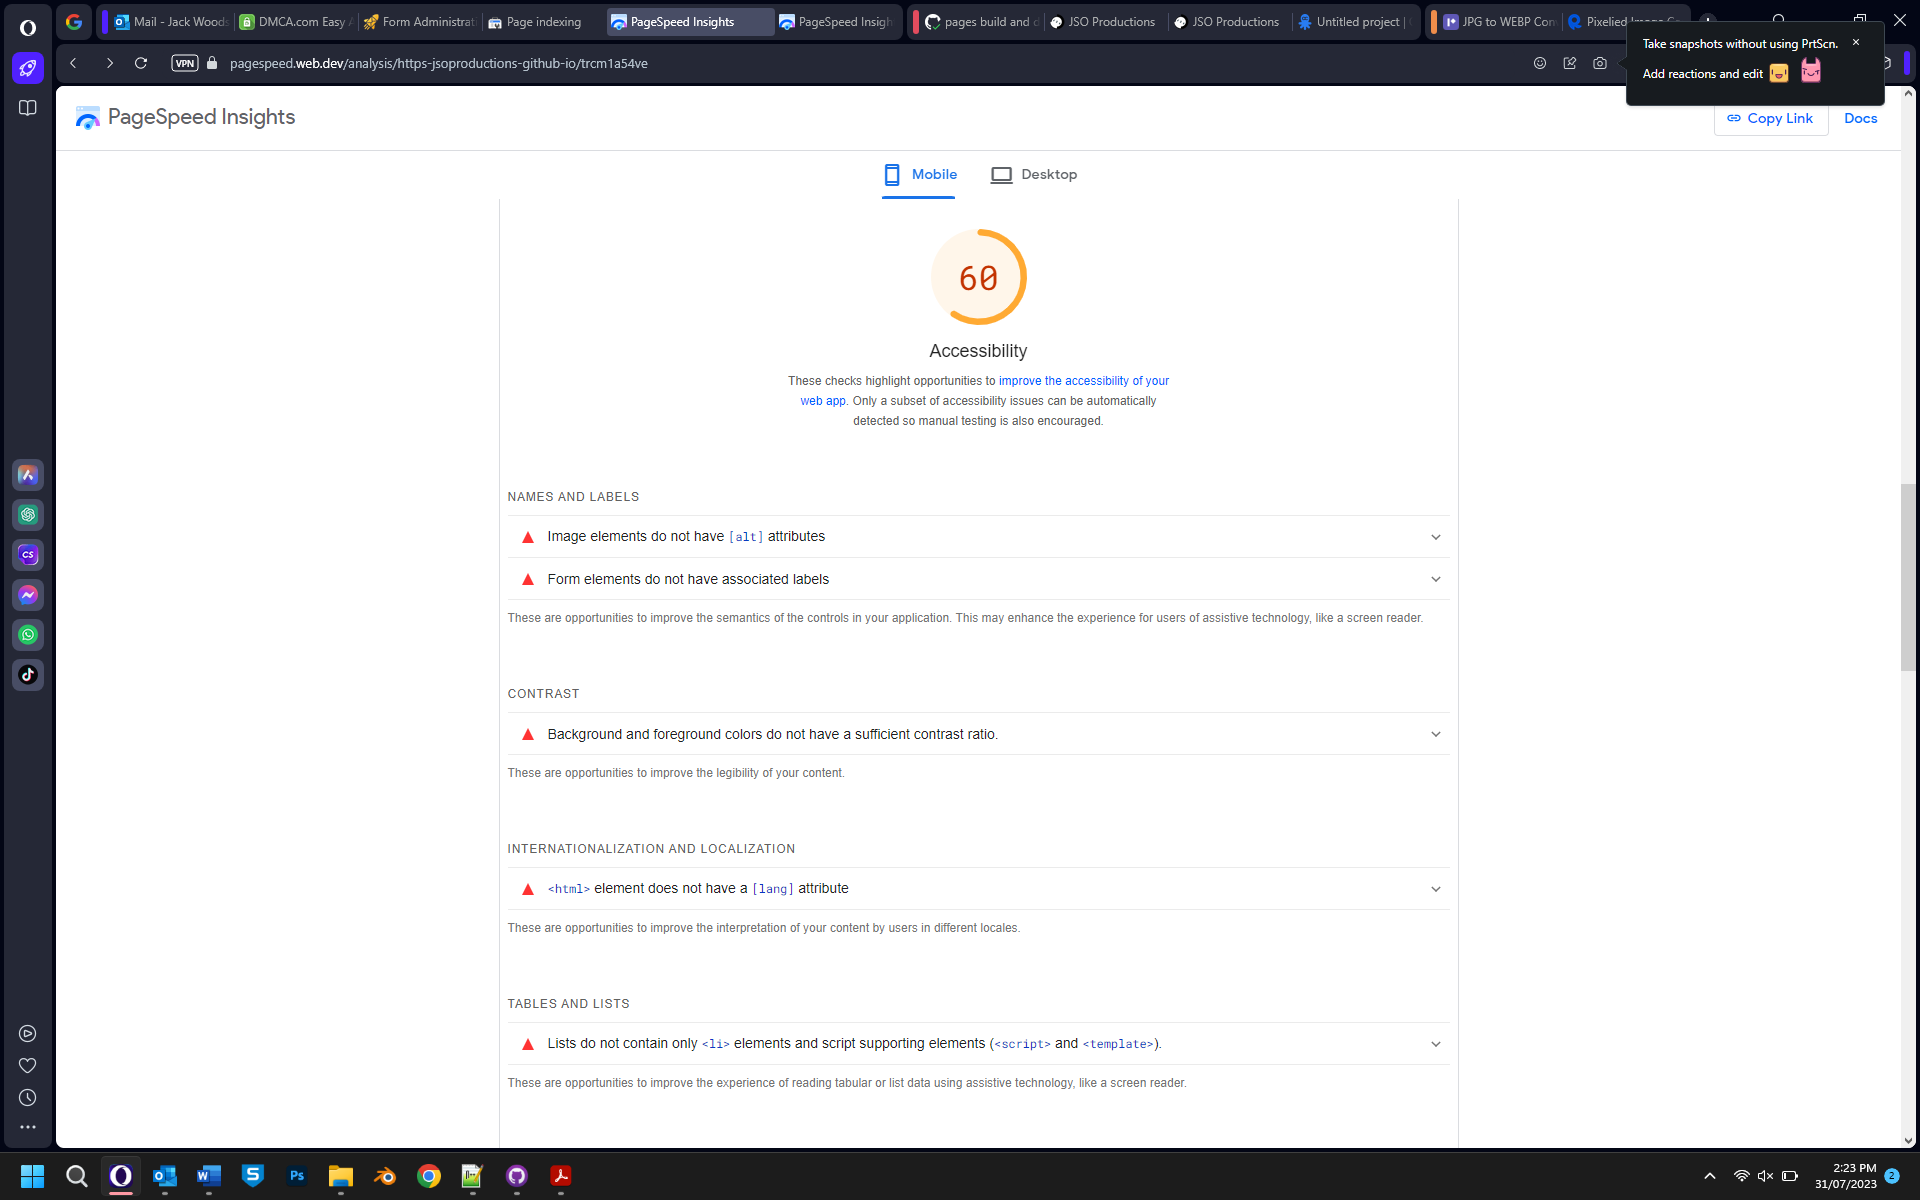 Mail - Jack Woods
DMCA.com Easy
Form Administrat
Page indexing
PageSpeed Insights
PageSpeed Insigh
pages build and d
JSO Productions
JSO Productions
Untitled project |
JPG to WEBP Con
Take snapshots without using PrtScn.
Add reactions and edit
VPN
pagespeed.web.dev/analysis/https-jsoproductions-github-io/trcm1a54ve
PageSpeed Insights
Copy Link
Docs
Mobile
Desktop
60
Accessibility
These checks highlight opportunities to improve the accessibility of your
web app. Only a subset of accessibility issues can be automatically
detected so manual testing is also encouraged.
NAMES AND LABELS
Image elements do not have [alt] attributes
Form elements do not have associated labels
These are opportunities to improve the semantics of the controls in your application. This may enhance the experience for users of assistive technology, like a screen reader.
CONTRAST
Background and foreground colors do not have a sufficient contrast ratio.
These are opportunities to improve the legibility of your content.
INTERNATIONALIZATION AND LOCALIZATION
<html> element does not have a [lang] attribute
These are opportunities to improve the interpretation of your content by users in different locales.
TABLES AND LISTS
Lists do not contain only <li> elements and script supporting elements (<script> and <template>).
These are opportunities to improve the experience of reading tabular or list data using assistive technology, like a screen reader.
CS
S
W
Ps
2:23 PM
31/07/2023
2